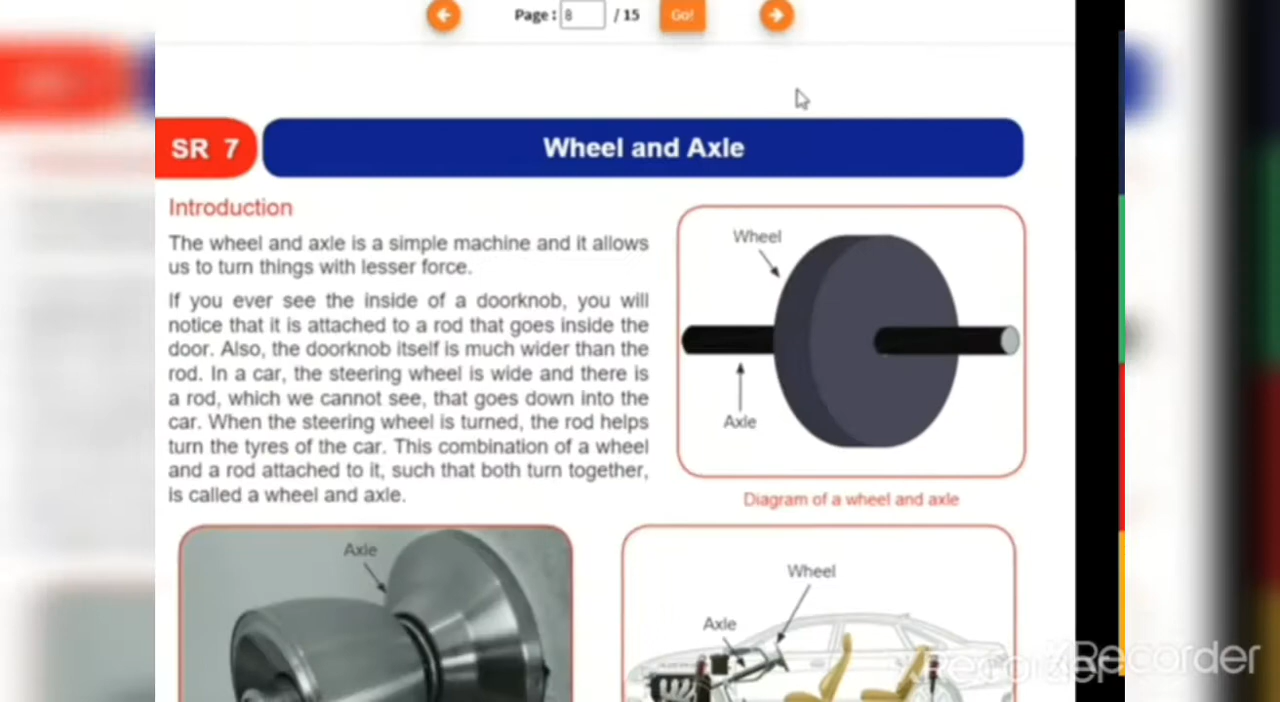 Page: 8 / 15 Go!
SR 7
Wheel and Axle
Introduction
The wheel and axle is a simple machine and it allows
us to turn things with lesser force.
If you ever see the inside of a doorknob, you will
notice that it is attached to a rod that goes inside the
door. Also, the doorknob itself is much wider than the
rod. In a car, the steering wheel is wide and there is
a rod, which we cannot see, that goes down into the
car. When the steering wheel is turned, the rod helps
turn the tyres of the car. This combination of a wheel
and a rod attached to it, such that both turn together,
is called a wheel and axle.
Wheel
Axle
Diagram of a wheel and axle
Axle
Wheel
Axle
XRecorder